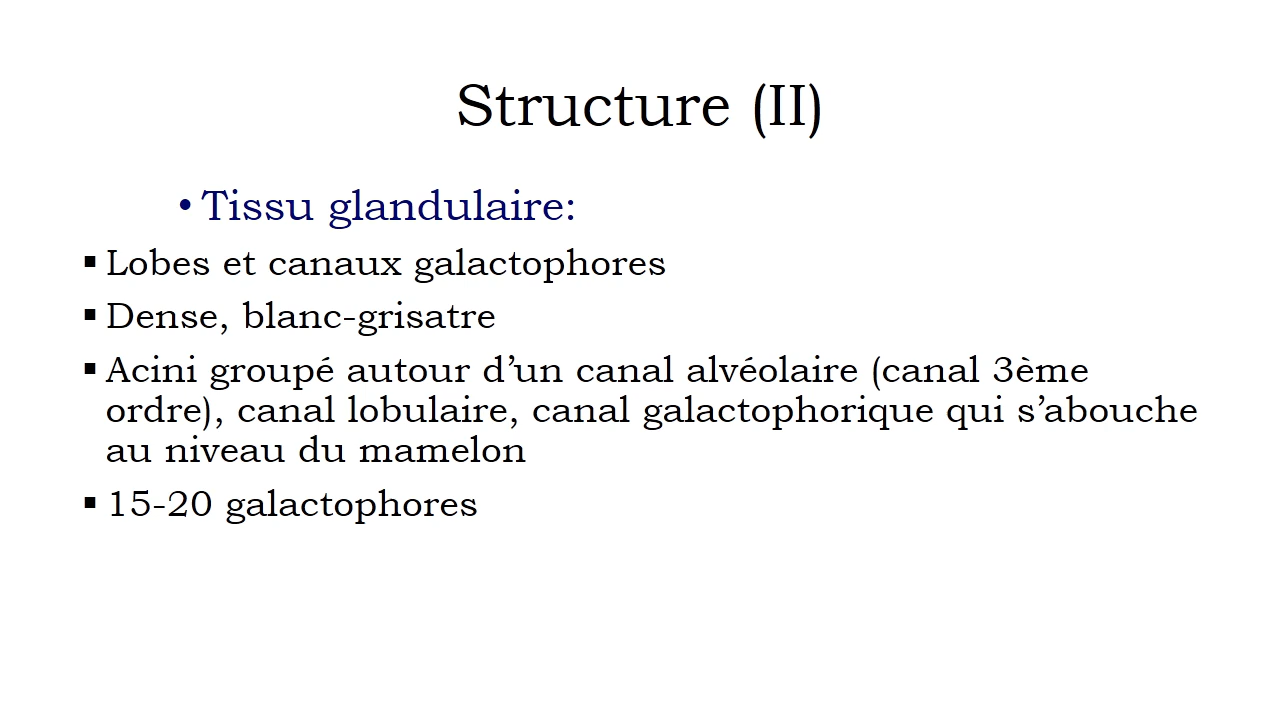 Structure (II)
• Tissu glandulaire:
▪ Lobes et canaux galactophores
▪ Dense, blanc-grisatre
▪ Acini groupé autour d’un canal alvéolaire (canal 3ème
ordre), canal lobulaire, canal galactophorique qui s’abouche
au niveau du mamelon
▪ 15-20 galactophores